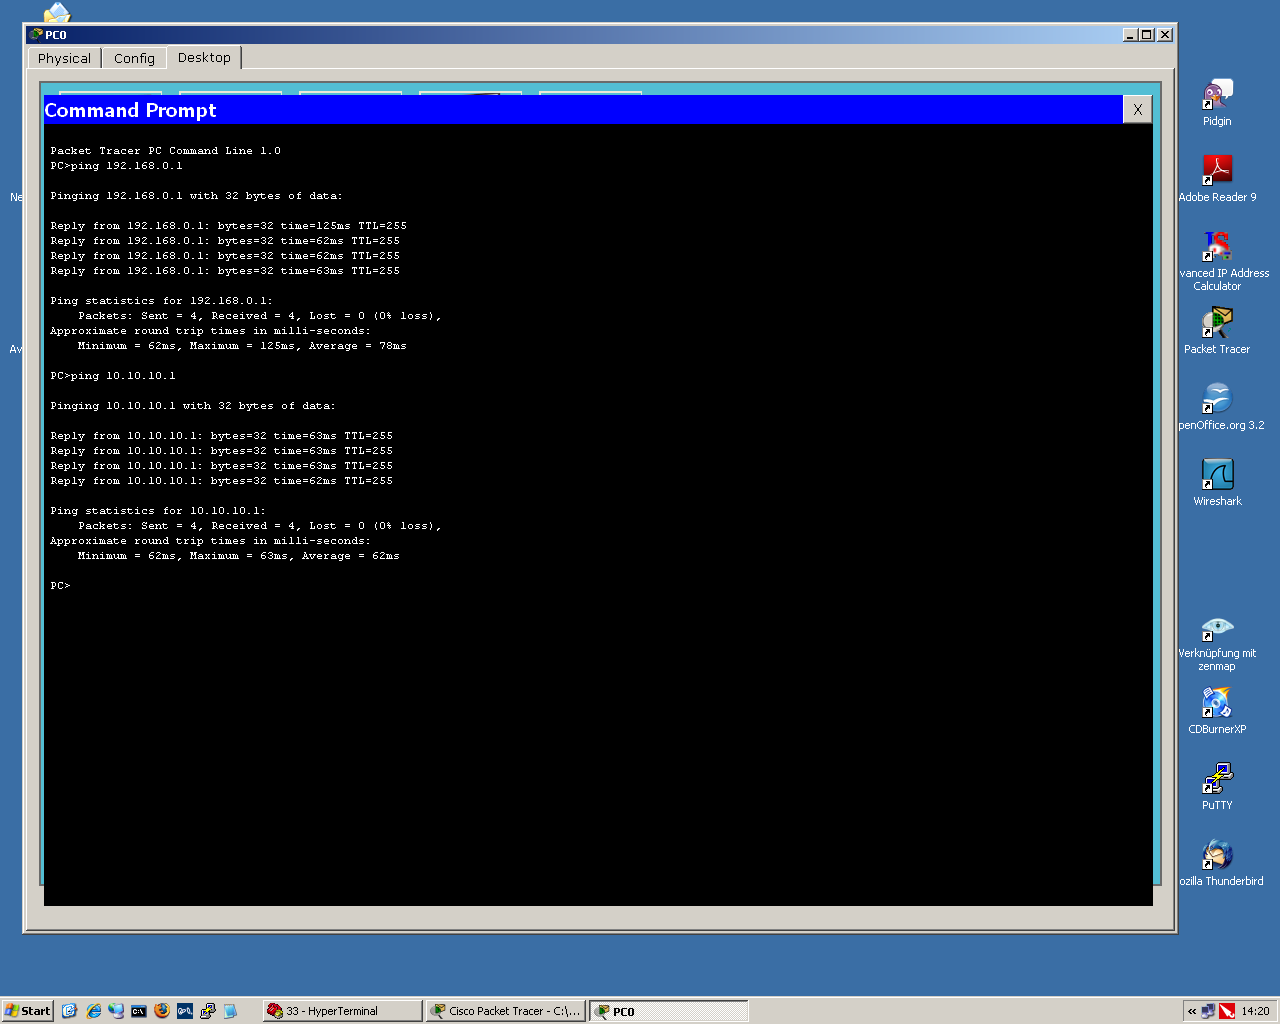 PC0
Physical
Config
Desktop
Command Prompt
X
Packet Tracer PC Command Line 1.0
PC>ping 192.168.0.1
Pinging 192.168.0.1 with 32 bytes of data:
Reply from 192.168.0.1: bytes=32 time=125ms TTL=255
Reply from 192.168.0.1: bytes=32 time=62ms TTL=255
Reply from 192.168.0.1: bytes=32 time=62ms TTL=255
Reply from 192.168.0.1: bytes=32 time=63ms TTL=255
Ping statistics for 192.168.0.1:
Packets: Sent = 4, Received = 4, Lost = 0 (0% loss),
Approximate round trip times in milli-seconds:
Minimum = 62ms, Maximum = 125ms, Average = 78ms
PC>ping 10.10.10.1
Pinging 10.10.10.1 with 32 bytes of data:
Reply from 10.10.10.1: bytes=32 time=63ms TTL=255
Reply from 10.10.10.1: bytes=32 time=63ms TTL=255
Reply from 10.10.10.1: bytes=32 time=63ms TTL=255
Reply from 10.10.10.1: bytes=32 time=62ms TTL=255
Ping statistics for 10.10.10.1:
Packets: Sent = 4, Received = 4, Lost = 0 (0% loss),
Approximate round trip times in milli-seconds:
Minimum = 62ms, Maximum = 63ms, Average = 62ms
PC>
Ne
Av
Pidgin
Adobe Reader 9
vanced IP Address
Calculator
Packet Tracer
penOffice.org 3.2
Wireshark
Verknüpfung mit
zenmap
CDBurnerXP
PuTTY
ozilla Thunderbird
Start
33 - HyperTerminal
Cisco Packet Tracer - C:\...
PC0
«
14:20